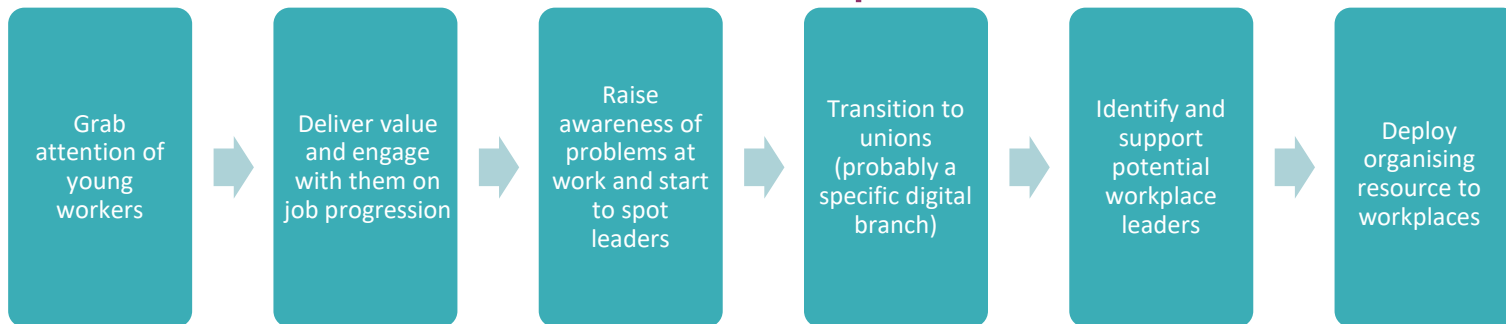 Grab
attention of
young
workers
Deliver value
and engage
with them on
job progression
Raise
awareness of
problems at
work and start
to spot
leaders
Transition to
unions
(probably a
specific digital
branch)
Identify and
support
potential
workplace
leaders
Deploy
organising
resource to
workplaces